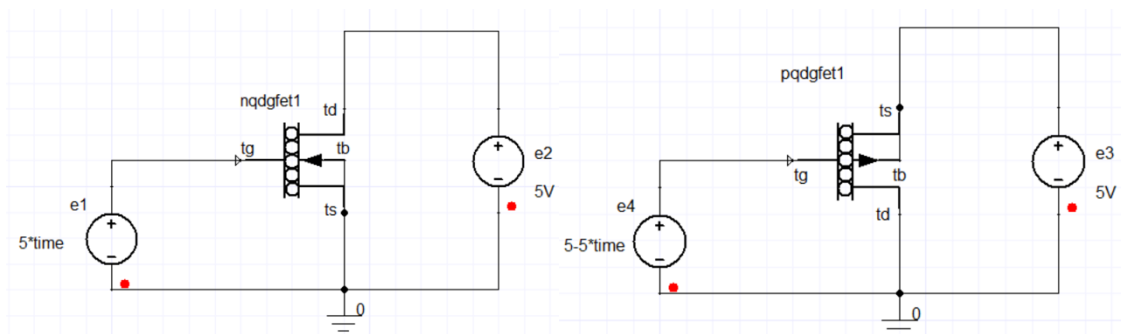 nqdgfet1
td
tg
tb
ts
e1
5*time
+
−
e2
+
−
5V
0
pqdgfet1
ts
tg
tb
td
e4
5-5*time
+
−
e3
+
−
5V
0